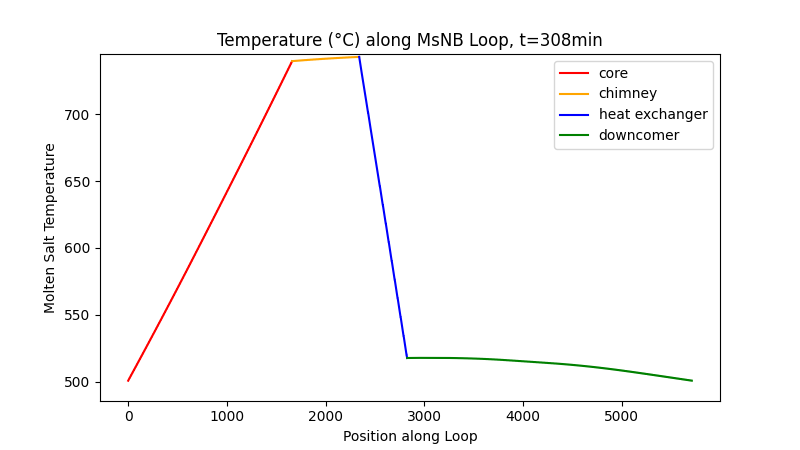 Temperature (°C) along MsNB Loop, t=308min
core
chimney
heat exchanger
downcomer
Molten Salt Temperature
700
650
600
550
500
0 1000 2000 3000 4000 5000
Position along Loop